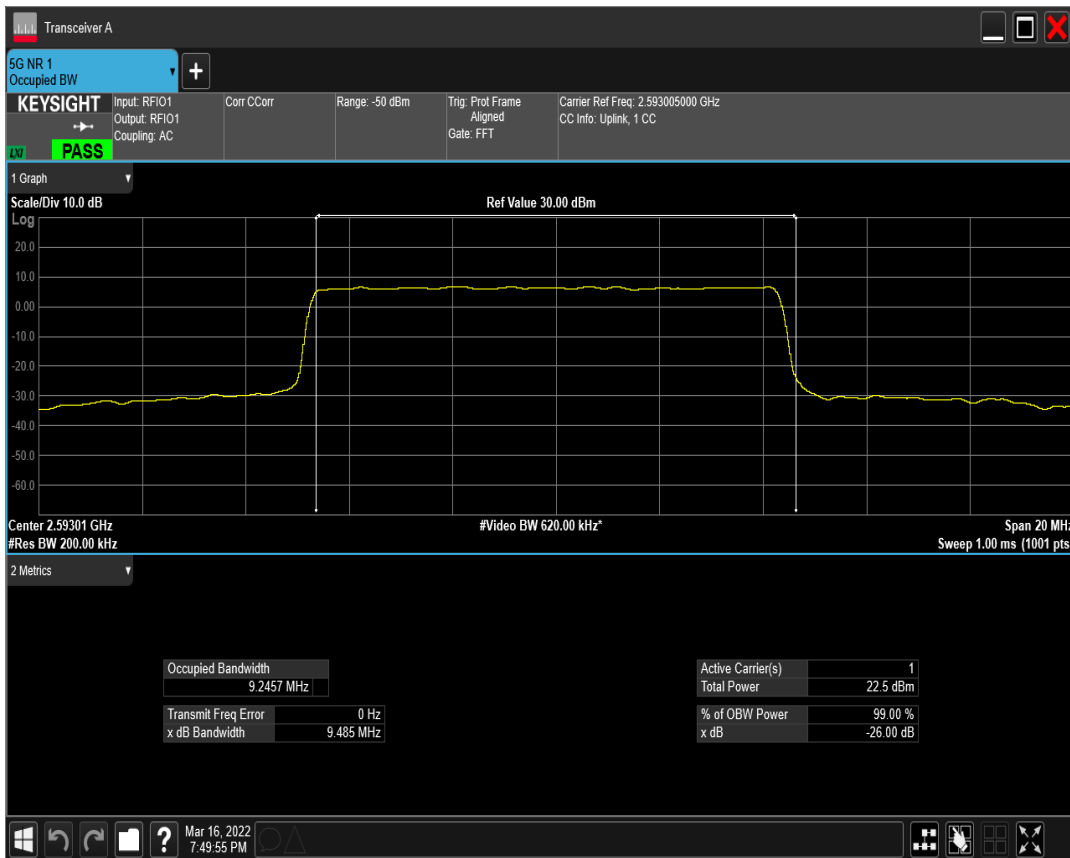 Transceiver A
5G NR 1
Occupied BW
KEYSIGHT
LXI
PASS
Input: RFIO1
Output: RFIO1
Coupling: AC
Corr CCorr
Range: -50 dBm
Trig: Prot Frame
Aligned
Gate: FFT
Carrier Ref Freq: 2.593005000 GHz
CC Info: Uplink, 1 CC
1 Graph
Scale/Div 10.0 dB
Ref Value 30.00 dBm
Log
20.0
10.0
0.00
-10.0
-20.0
-30.0
-40.0
-50.0
-60.0
Center 2.59301 GHz
#Video BW 620.00 kHz*
Span 20 MHz
#Res BW 200.00 kHz
Sweep 1.00 ms (1001 pts
2 Metrics
Occupied Bandwidth
9.2457 MHz
Transmit Freq Error 0 Hz
x dB Bandwidth 9.485 MHz
Active Carrier(s) 1
Total Power 22.5 dBm
% of OBW Power 99.00 %
x dB -26.00 dB
?
Mar 16, 2022
7:49:55 PM